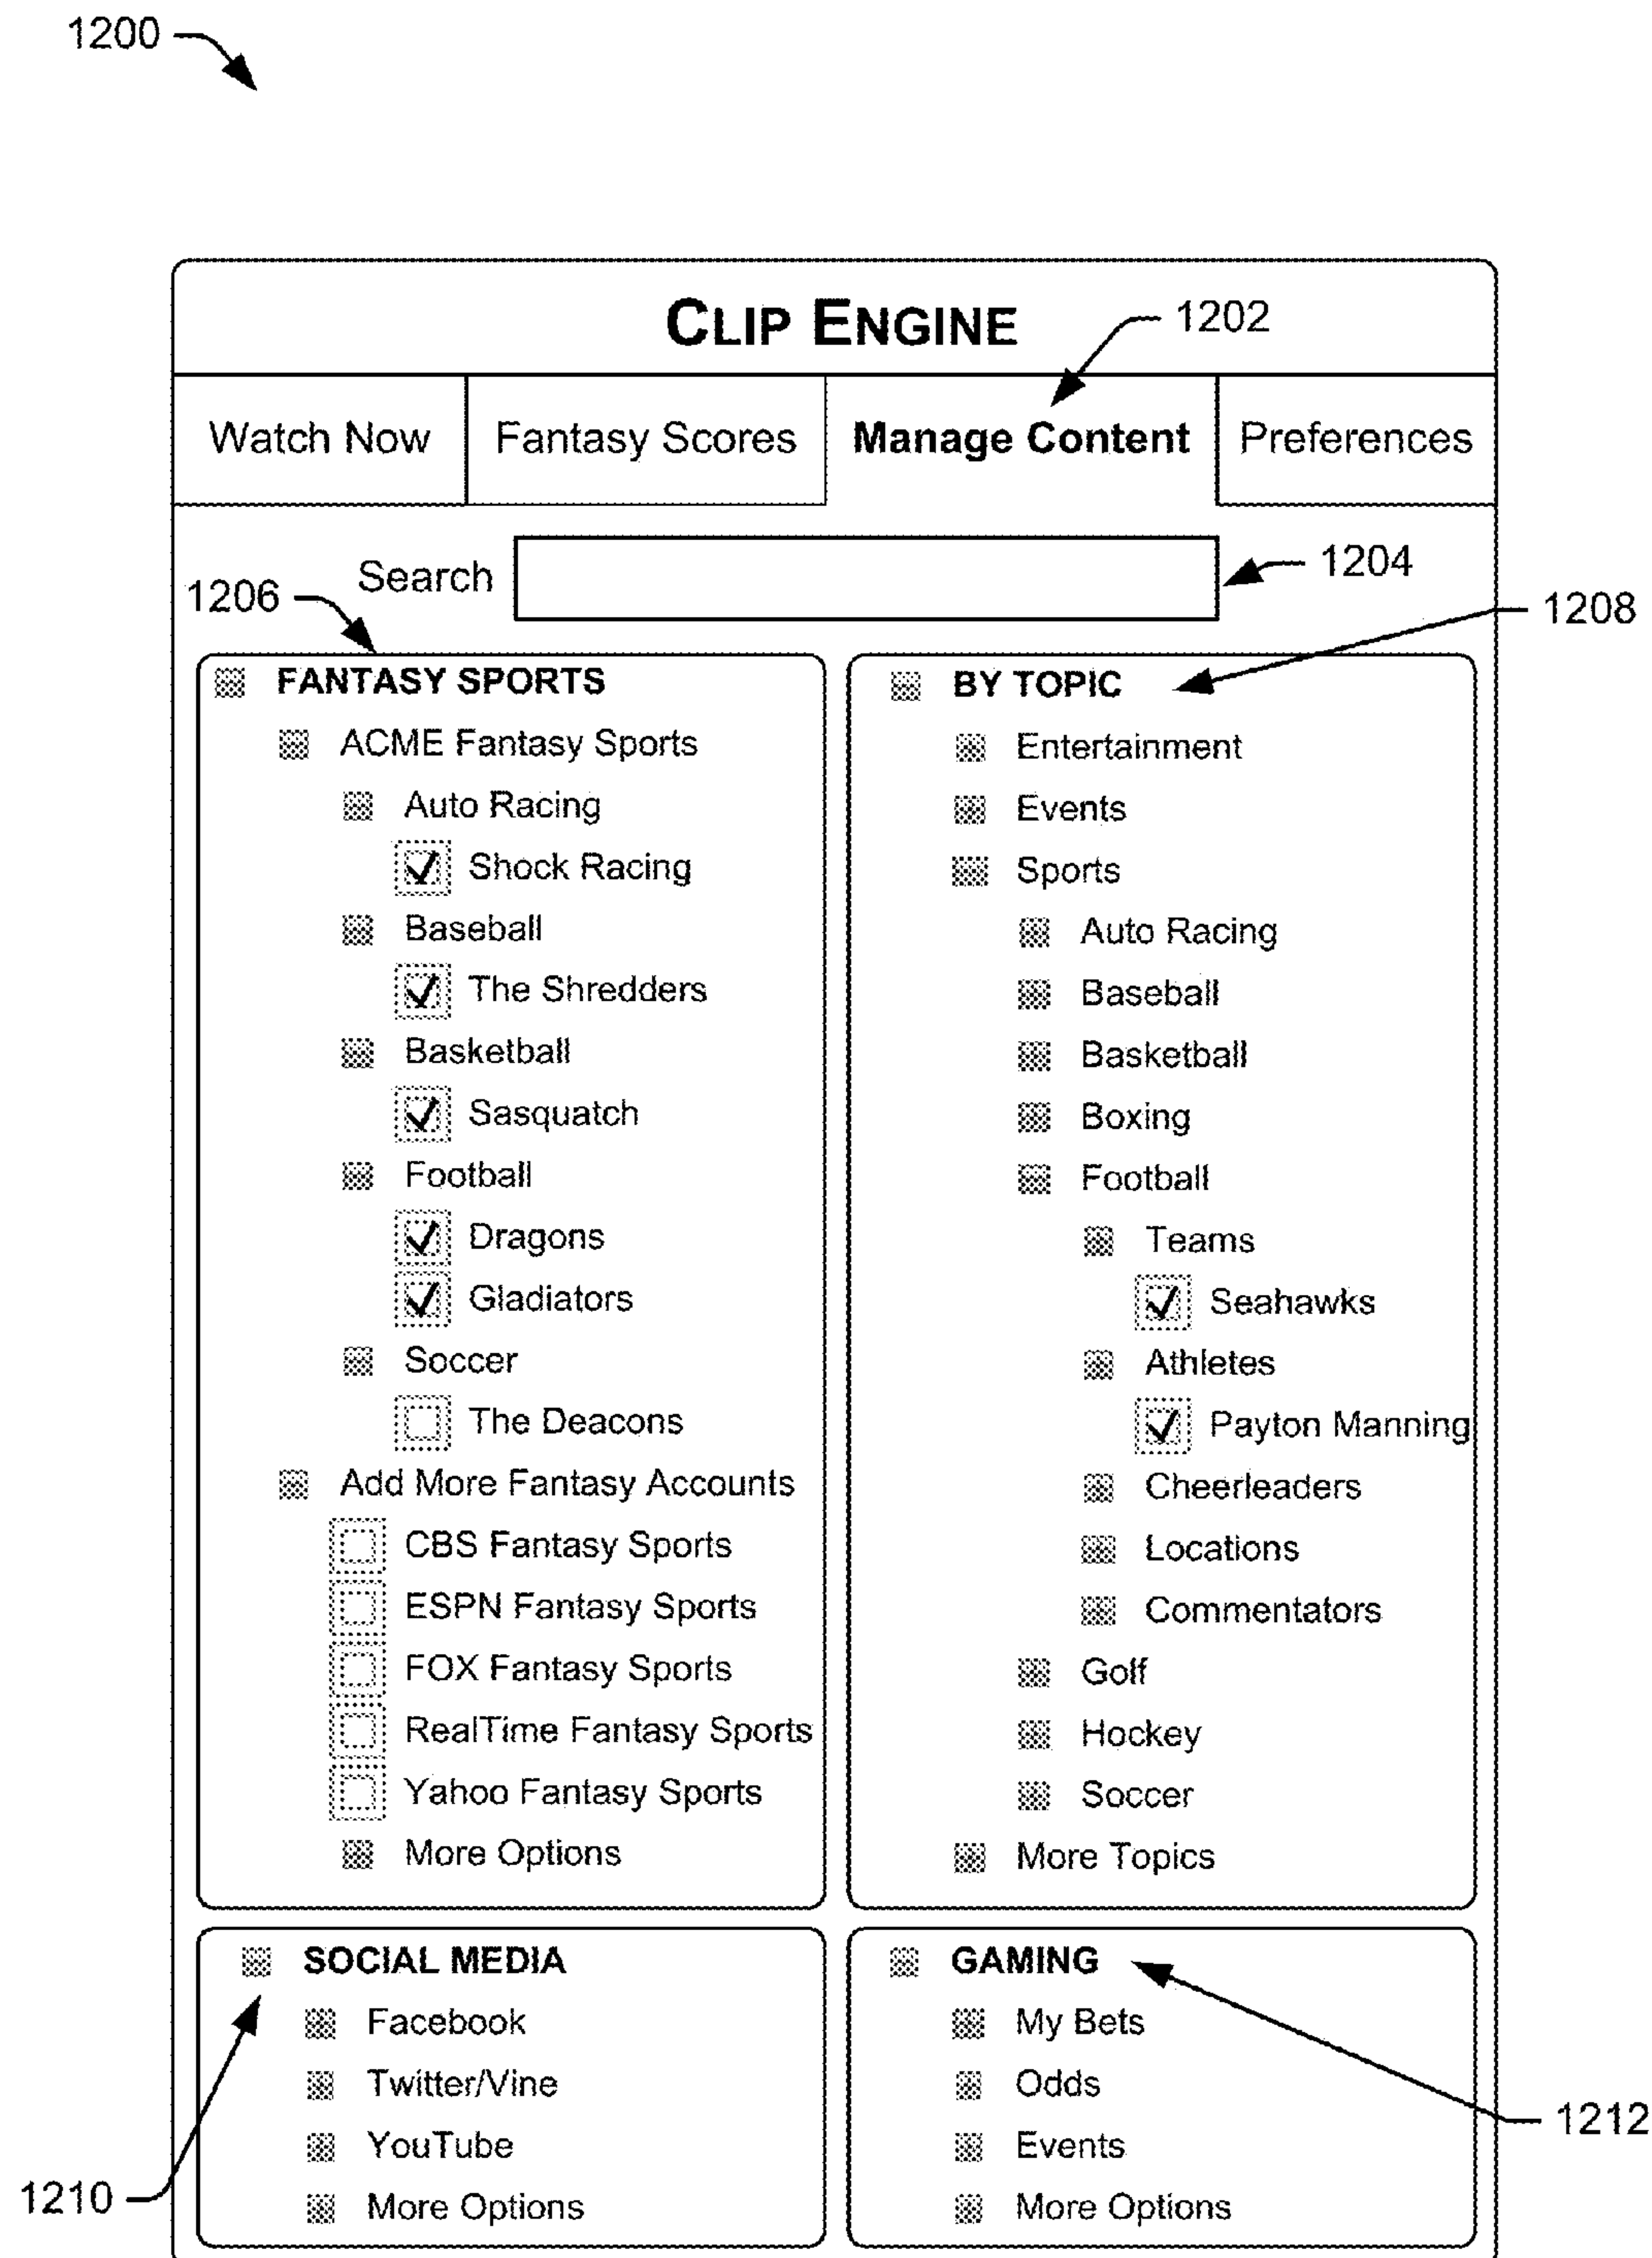 1200
CLIP ENGINE
1202
Watch Now
Fantasy Scores
Manage Content
Preferences
Search
1204
1206
1208
FANTASY SPORTS
ACME Fantasy Sports
Auto Racing
Shock Racing
Baseball
The Shredders
Basketball
Sasquatch
Football
Dragons
Gladiators
Soccer
The Deacons
Add More Fantasy Accounts
CBS Fantasy Sports
ESPN Fantasy Sports
FOX Fantasy Sports
RealTime Fantasy Sports
Yahoo Fantasy Sports
More Options
BY TOPIC
Entertainment
Events
Sports
Auto Racing
Baseball
Basketball
Boxing
Football
Teams
Seahawks
Athletes
Payton Manning
Cheerleaders
Locations
Commentators
Golf
Hockey
Soccer
More Topics
SOCIAL MEDIA
Facebook
Twitter/Vine
YouTube
More Options
1210
GAMING
My Bets
Odds
Events
More Options
1212